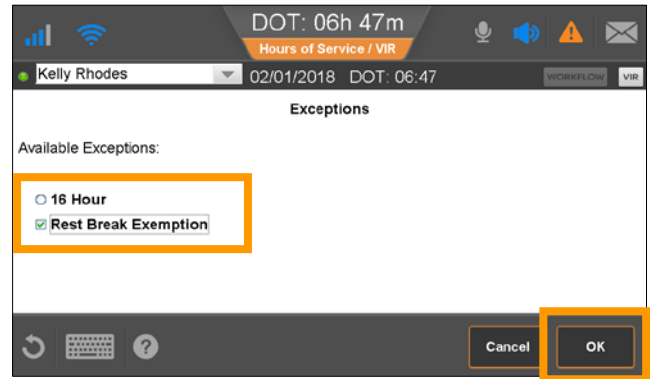 DOT: 06h 47m
Hours of Service / VIR
Kelly Rhodes
02/01/2018 DOT: 06:47
WORKFLOW
VIR
Exceptions
Available Exceptions:
16 Hour
Rest Break Exemption
?
Cancel
OK